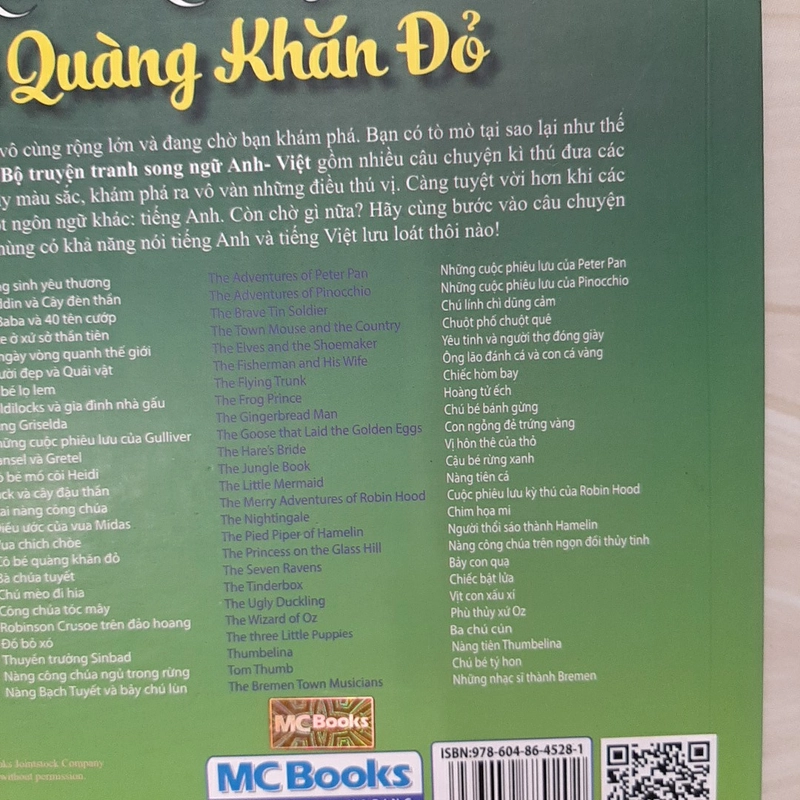 Quàng Khăn Đỏ
vô cùng rộng lớn và đang chờ bạn khám phá. Bạn có tò mò tại sao lại như thế
Bộ truyện tranh song ngữ Anh- Việt gồm nhiều câu chuyện kì thú đưa các
màu sắc, khám phá ra vô vàn những điều thú vị. Càng tuyệt vời hơn khi các
ngôn ngữ khác: tiếng Anh. Còn chờ gì nữa? Hãy cùng bước vào câu chuyện
có khả năng nói tiếng Anh và tiếng Việt lưu loát thôi nào!
sinh yêu thương
và Cây đèn thần
Baba và 40 tên cướp
ở xứ sở thần tiên
ngày vòng quanh thế giới
đẹp và Quái vật
bé lọ lem
và gia đình nhà gấu
Griselda
cuộc phiêu lưu của Gulliver
và Gretel
bé mồ côi Heidi
và cây đậu thần
nàng công chúa
ước của vua Midas
chích chòe
Cô bé quàng khăn đỏ
Bà chúa tuyết
Chú mèo đi hia
Công chúa tóc mây
Robinson Crusoe trên đảo hoang
Đồ bỏ xó
Thuyền trưởng Sinbad
Nàng công chúa ngủ trong rừng
Nàng Bạch Tuyết và bảy chú lùn
The Adventures of Peter Pan
The Adventures of Pinocchio
The Brave Tin Soldier
The Town Mouse and the Country
The Elves and the Shoemaker
The Fisherman and His Wife
The Flying Trunk
The Frog Prince
The Gingerbread Man
The Goose that Laid the Golden Eggs
The Hare's Bride
The Jungle Book
The Little Mermaid
The Merry Adventures of Robin Hood
The Nightingale
The Pied Piper of Hamelin
The Princess on the Glass Hill
The Seven Ravens
The Tinderbox
The Ugly Duckling
The Wizard of Oz
The three Little Puppies
Thumbelina
Tom Thumb
The Bremen Town Musicians
Những cuộc phiêu lưu của Peter Pan
Những cuộc phiêu lưu của Pinocchio
Chú lính chì dũng cảm
Chuột phố chuột quê
Yêu tinh và người thợ đóng giày
Ông lão đánh cá và con cá vàng
Chiếc hòm bay
Hoàng tử ếch
Chú bé bánh gừng
Con ngỗng đẻ trứng vàng
Vị hôn thê của thỏ
Cậu bé rừng xanh
Nàng tiên cá
Cuộc phiêu lưu kỳ thú của Robin Hood
Chim họa mi
Người thổi sáo thành Hamelin
Nàng công chúa trên ngọn đồi thủy tinh
Bảy con quạ
Chiếc bật lửa
Vịt con xấu xí
Phù thủy xứ Oz
Ba chú cún
Nàng tiên Thumbelina
Chú bé tý hon
Những nhạc sĩ thành Bremen
MCBooks
Jointstock Company
without permission.
MCBooks
ISBN:978-604-86-4528-1